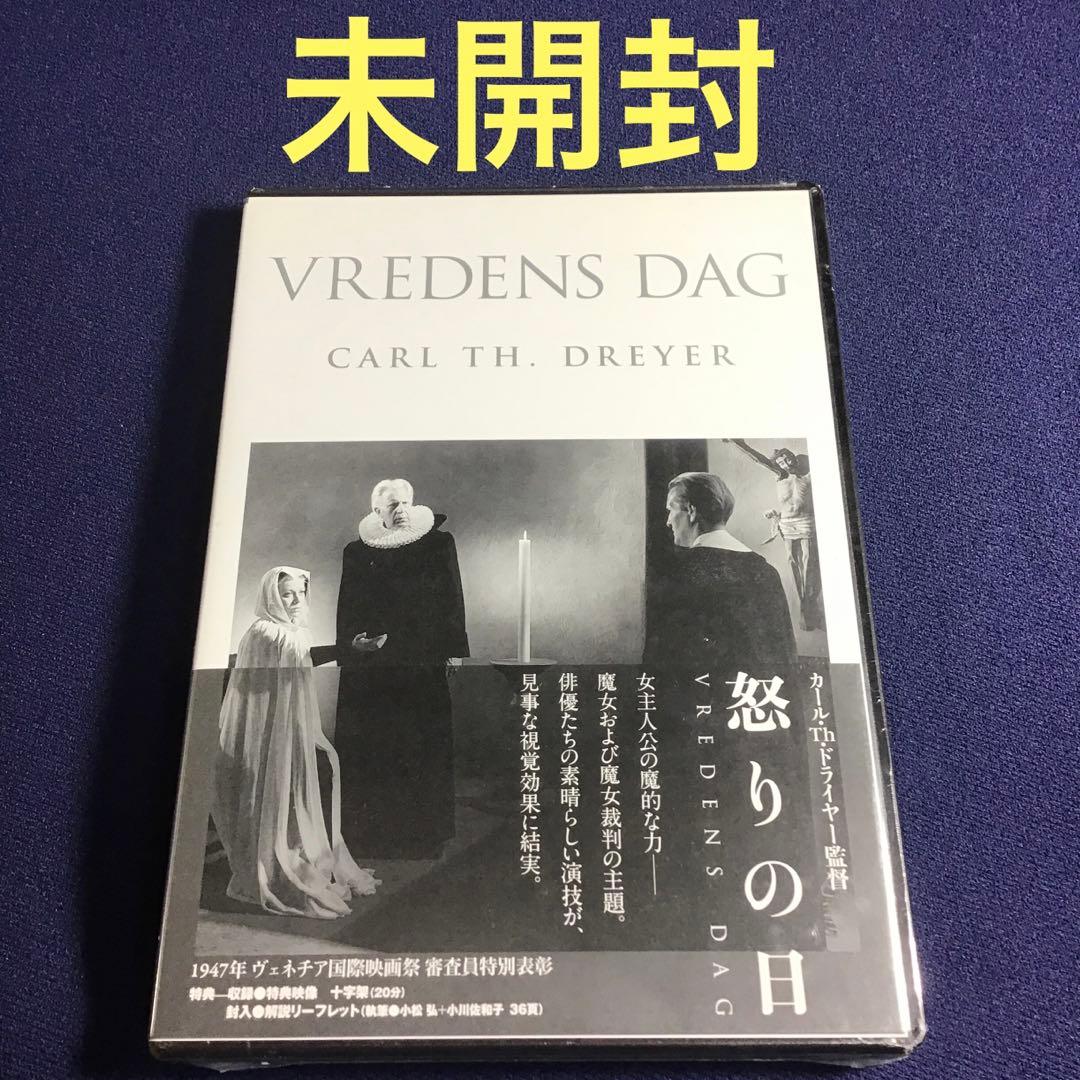 未開封
VREDENS DAG
CARL TH. DREYER
カール・Th・ドライヤー監督
怒りの日
VREDENS DAG
女主人公の魔的な力──
魔女および魔女裁判の主題。
俳優たちの素晴らしい演技が、
見事な視覚効果に結実。
1947年 ヴェネチア国際映画祭 審査員特別表彰
特典―収録●特典映像 十字架(20分)
封入●解説リーフレット(執筆●小松 弘+小川佐和子 36頁)